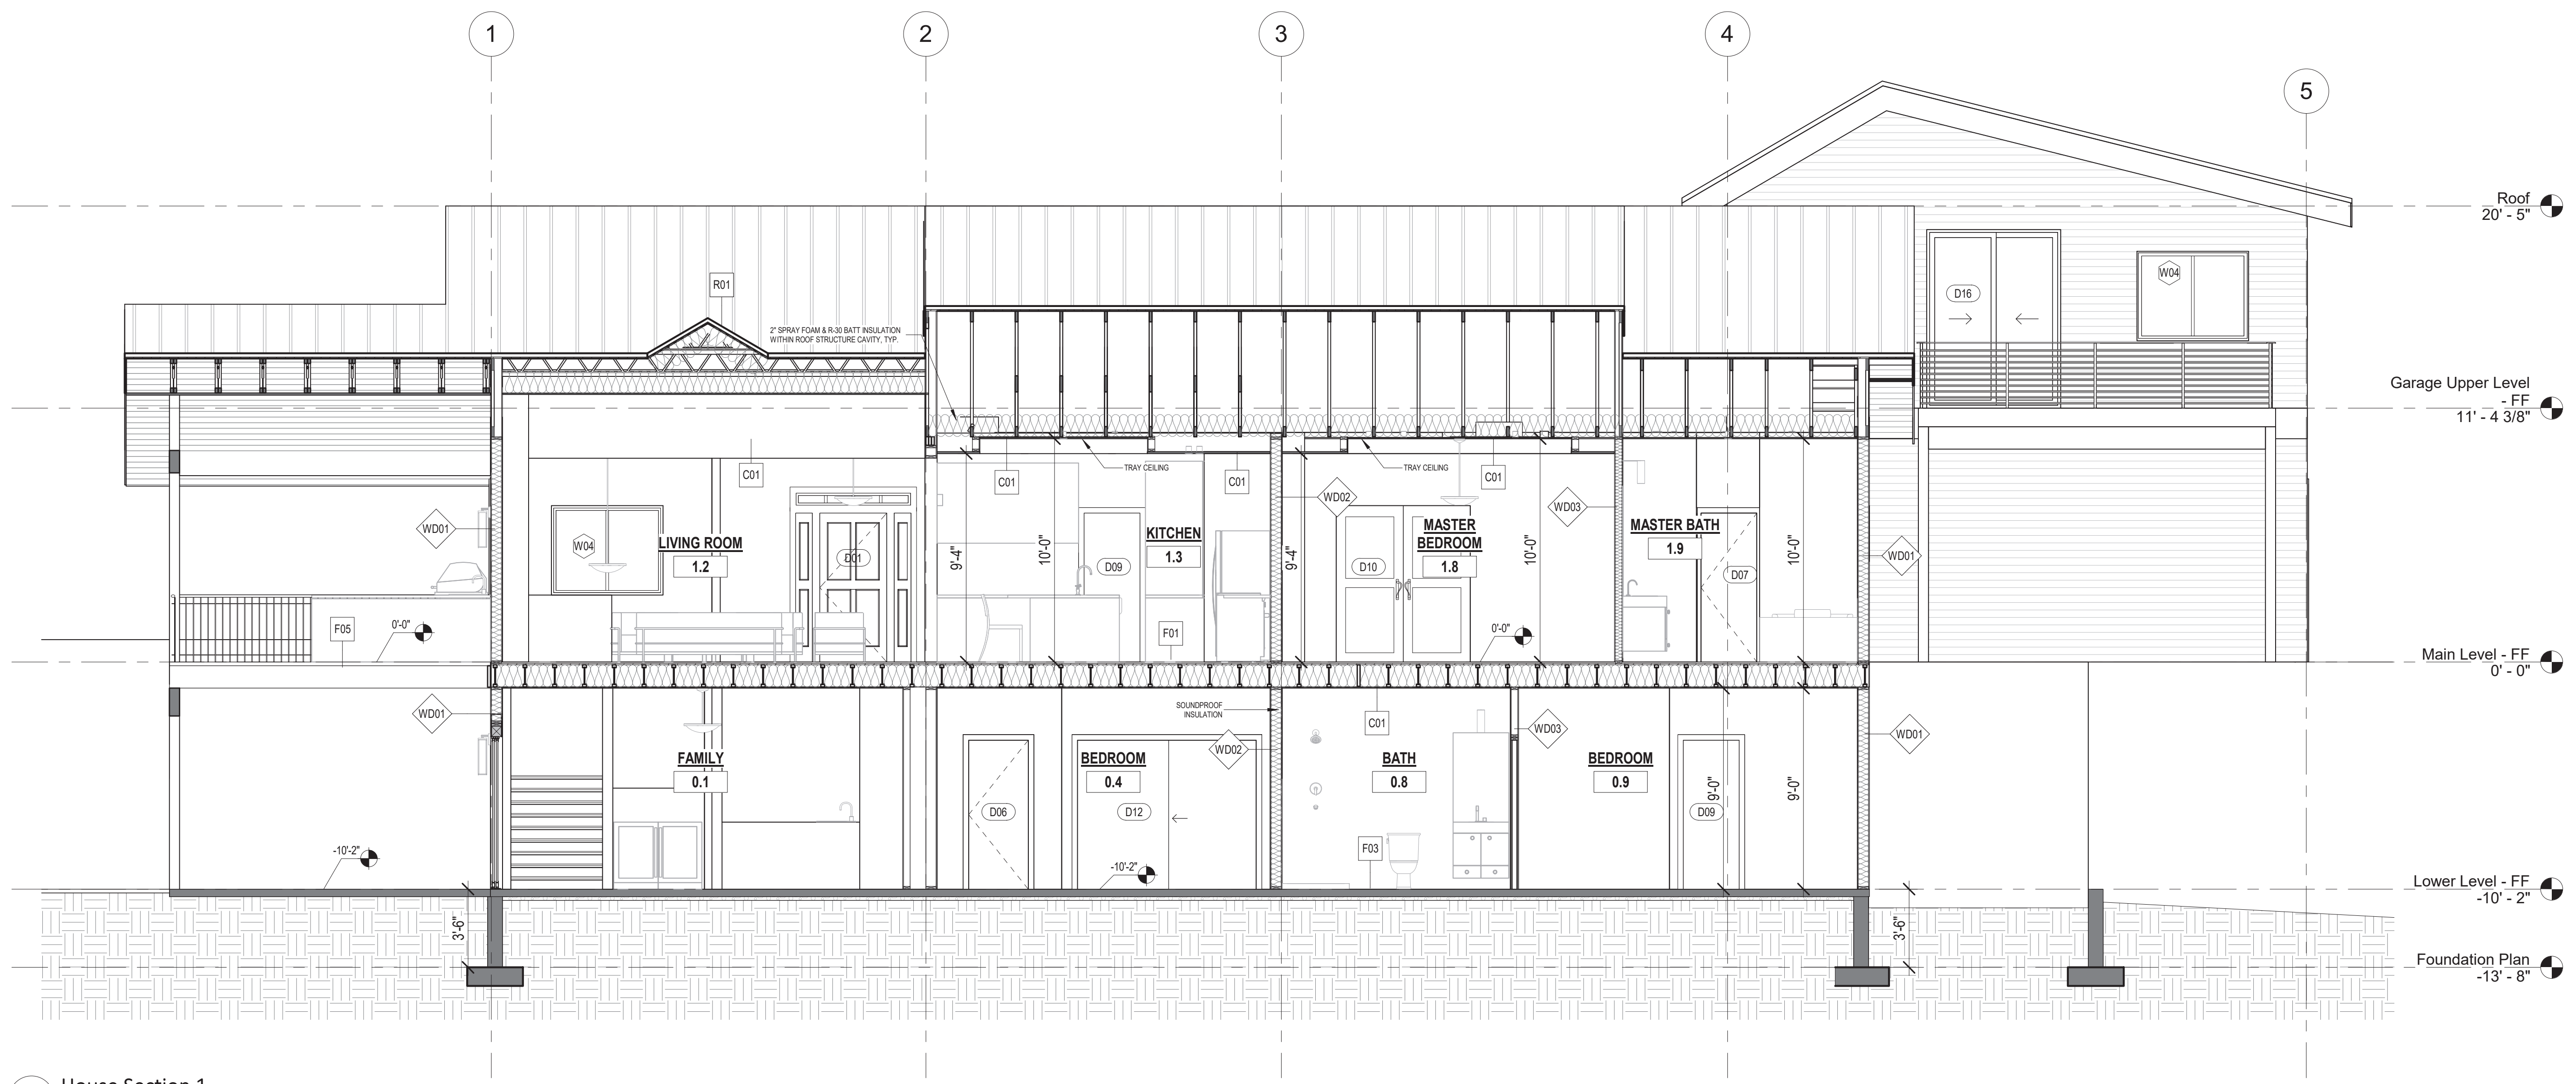 1
2
3
4
5
Roof
20' - 5"
R01
D16
W04
2" SPRAY FOAM & R-30 BATT INSULATION
WITHIN ROOF STRUCTURE CAVITY, TYP.
Garage Upper Level
- FF
11' - 4 3/8"
C01
C01
TRAY CEILING
C01
TRAY CEILING
C01
WD01
W04
LIVING ROOM
1.2
D01
9'-4"
10'-0"
D09
KITCHEN
1.3
WD02
9'-4"
D10
MASTER
BEDROOM
1.8
10'-0"
WD03
MASTER BATH
1.9
D07
10'-0"
WD01
F05
0'-0"
F01
0'-0"
Main Level - FF
0' - 0"
WD01
SOUNDPROOF
INSULATION
C01
WD03
WD01
WD02
FAMILY
0.1
BEDROOM
0.4
BATH
0.8
BEDROOM
0.9
9'-0"
9'-0"
D06
D12
D09
-10'-2"
-10'-2"
F03
Lower Level - FF
-10' - 2"
3'-6"
3'-6"
Foundation Plan
-13' - 8"
House Section 1